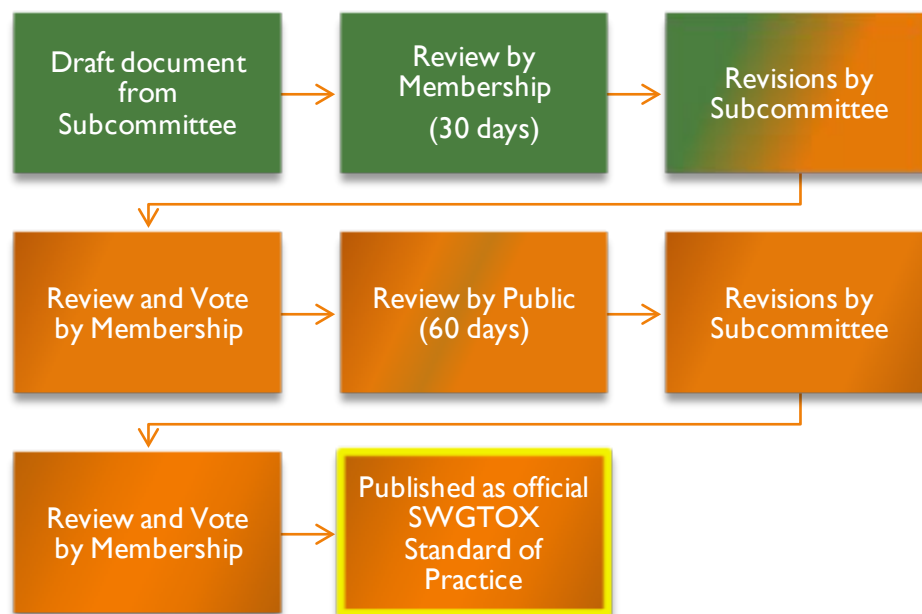 Draft document
from
Subcommittee
Review by
Membership
(30 days)
Revisions by
Subcommittee
Review and Vote
by Membership
Review by Public
(60 days)
Revisions by
Subcommittee
Review and Vote
by Membership
Published as official
SWGTOX
Standard of
Practice